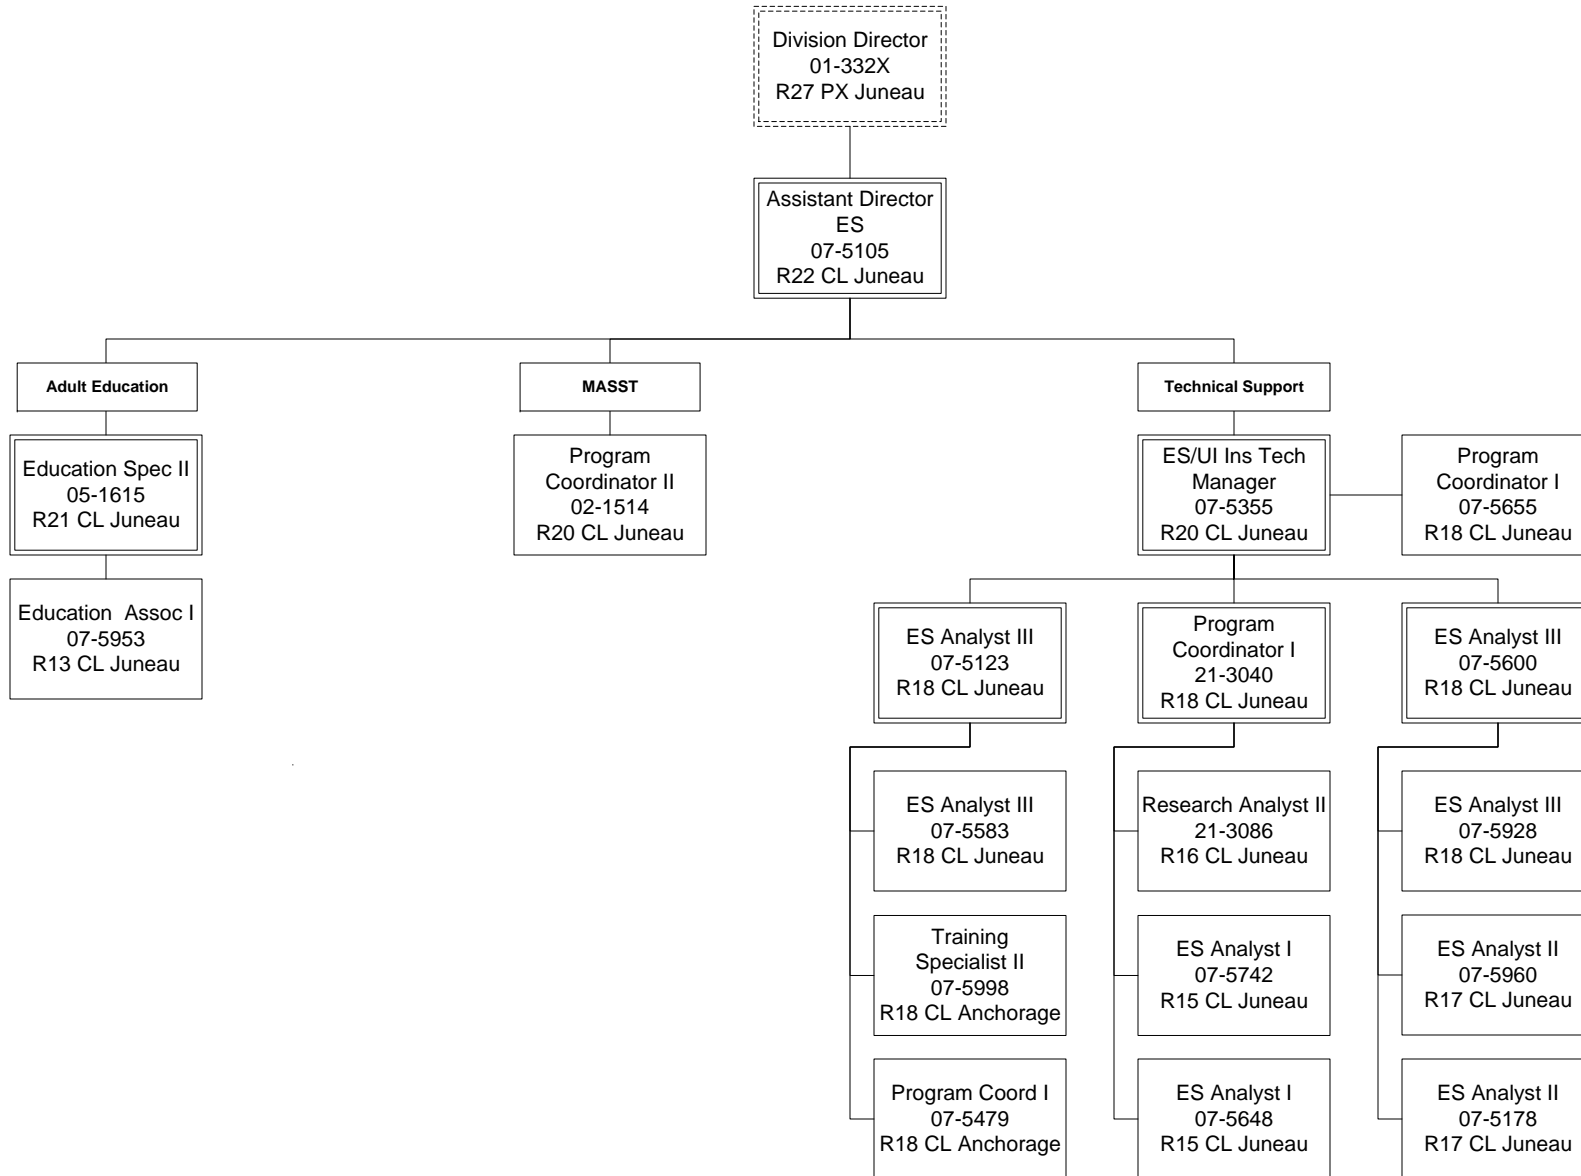 Division Director
01-332X
R27 PX Juneau
Assistant Director
ES
07-5105
R22 CL Juneau
Adult Education
MASST
Technical Support
Education Spec II
05-1615
R21 CL Juneau
Program
Coordinator II
02-1514
R20 CL Juneau
ES/UI Ins Tech
Manager
07-5355
R20 CL Juneau
Program
Coordinator I
07-5655
R18 CL Juneau
Education  Assoc I
07-5953
R13 CL Juneau
ES Analyst III
07-5123
R18 CL Juneau
Program
Coordinator I
21-3040
R18 CL Juneau
ES Analyst III
07-5600
R18 CL Juneau
ES Analyst III
07-5583
R18 CL Juneau
Research Analyst II
21-3086
R16 CL Juneau
ES Analyst III
07-5928
R18 CL Juneau
Training
Specialist II
07-5998
R18 CL Anchorage
ES Analyst I
07-5742
R15 CL Juneau
ES Analyst II
07-5960
R17 CL Juneau
Program Coord I
07-5479
R18 CL Anchorage
ES Analyst I
07-5648
R15 CL Juneau
ES Analyst II
07-5178
R17 CL Juneau